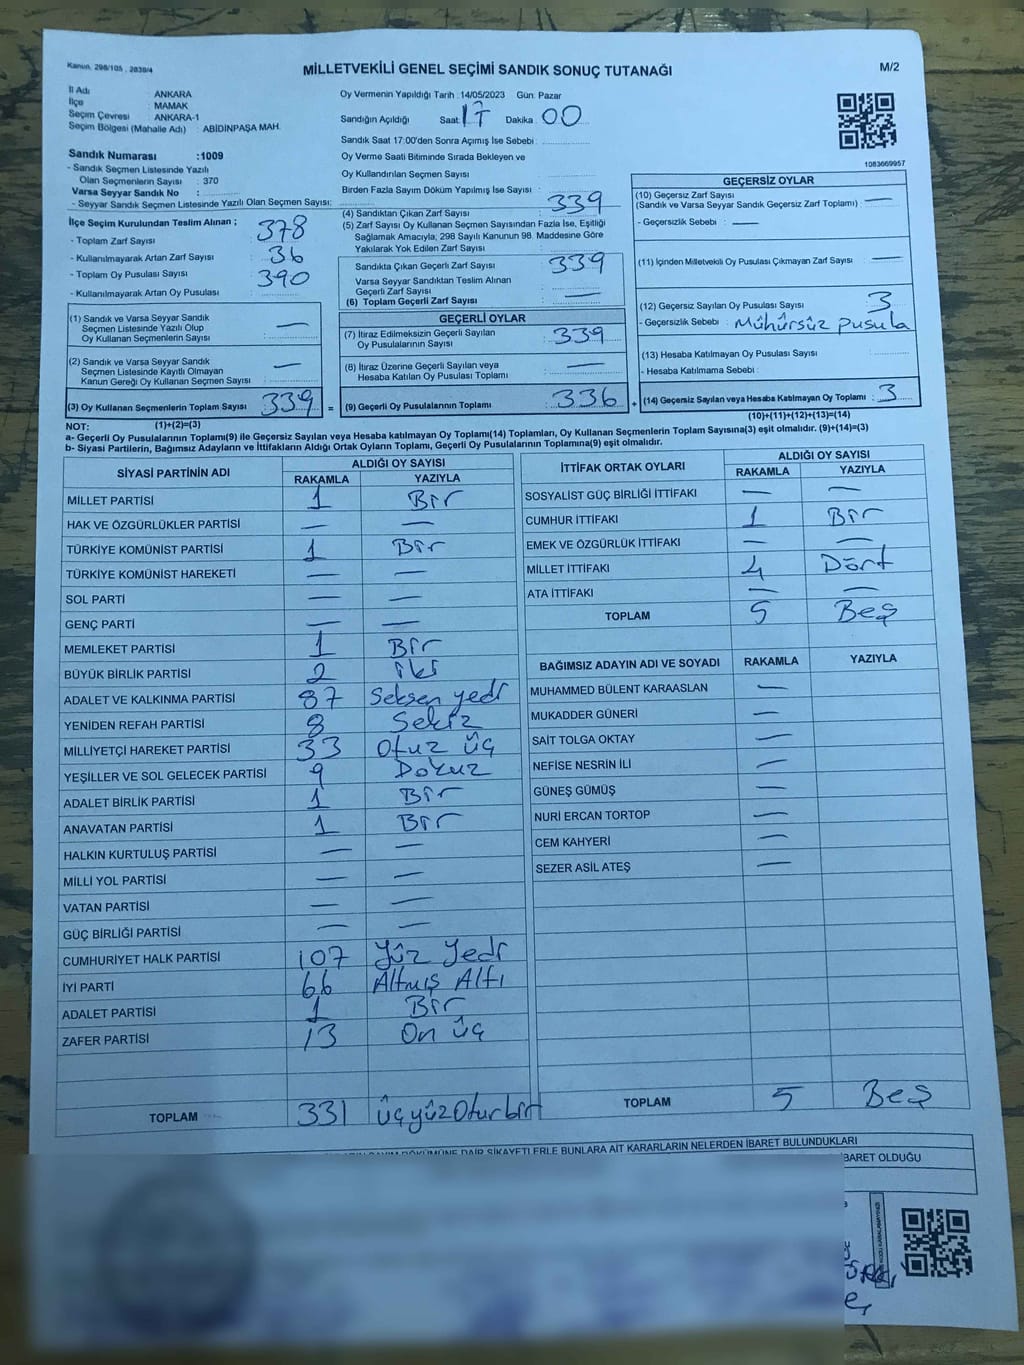 Kanun. 298/105 , 2839/4
MİLLETVEKİLİ GENEL SEÇİMİ SANDIK SONUÇ TUTANAĞI
M/2
İl Adı : ANKARA
İlçe : MAMAK
Seçim Çevresi : ANKARA-1
Seçim Bölgesi (Mahalle Adı) : ABİDİNPAŞA MAH.
Oy Vermenin Yapıldığı Tarih : 14/05/2023 Gün: Pazar
Sandığın Açıldığı Saat: 17 Dakika : 00
Sandık Saat 17:00'den Sonra Açımış İse Sebebi :
Sandık Numarası :1009
- Sandık Seçmen Listesinde Yazılı
Olan Seçmenlerin Sayısı : 370
Varsa Seyyar Sandık No :
- Seyyar Sandık Seçmen Listesinde Yazılı Olan Seçmen Sayısı:
Oy Verme Saati Bitiminde Sırada Bekleyen ve
Oy Kullandırılan Seçmen Sayısı
Birden Fazla Sayım Döküm Yapılmış İse Sayısı :
1083669957
İlçe Seçim Kurulundan Teslim Alınan ;
- Toplam Zarf Sayısı : 378
- Kullanılmayarak Artan Zarf Sayısı : 36
- Toplam Oy Pusulası Sayısı : 390
- Kullanılmayarak Artan Oy Pusulası :
(4) Sandıktan Çıkan Zarf Sayısı : 339
(5) Zarf Sayısı Oy Kullanan Seçmen Sayısından Fazla İse, Eşitliği
Sağlamak Amacıyla, 298 Sayılı Kanunun 98. Maddesine Göre
Yakılarak Yok Edilen Zarf Sayısı :
Sandıkta Çıkan Geçerli Zarf Sayısı : 339
Varsa Seyyar Sandıktan Teslim Alınan
Geçerli Zarf Sayısı :
(6) Toplam Geçerli Zarf Sayısı : —
GEÇERSİZ OYLAR
(10) Geçersiz Zarf Sayısı
(Sandık ve Varsa Seyyar Sandık Geçersiz Zarf Toplamı) : —
- Geçersizlik Sebebi : —
(11) İçinden Milletvekili Oy Pusulası Çıkmayan Zarf Sayısı : —
(12) Geçersiz Sayılan Oy Pusulası Sayısı : 3
- Geçersizlik Sebebi : Mühürsüz pusula
(13) Hesaba Katılmayan Oy Pusulası Sayısı :
- Hesaba Katılmama Sebebi :
(14) Geçersiz Sayılan veya Hesaba Katılmayan Oy Toplamı : 3
(10)+(11)+(12)+(13)=(14)
(1) Sandık ve Varsa Seyyar Sandık
Seçmen Listesinde Yazılı Olup
Oy Kullanan Seçmenlerin Sayısı : —
(2) Sandık ve Varsa Seyyar Sandık
Seçmen Listesinde Kayıtlı Olmayan
Kanun Gereği Oy Kullanan Seçmen Sayısı : —
(3) Oy Kullanan Seçmenlerin Toplam Sayısı : 339 =
GEÇERLİ OYLAR
(7) İtiraz Edilmeksizin Geçerli Sayılan
Oy Pusulalarının Sayısı : 339
(8) İtiraz Üzerine Geçerli Sayılan veya
Hesaba Katılan Oy Pusulası Toplamı : —
(9) Geçerli Oy Pusulalarının Toplamı : 336 +
NOT: (1)+(2)=(3)
a- Geçerli Oy Pusulalarının Toplamı(9) ile Geçersiz Sayılan veya Hesaba katılmayan Oy Toplamı(14) Toplamları, Oy Kullanan Seçmenlerin Toplam Sayısına(3) eşit olmalıdır. (9)+(14)=(3)
b- Siyasi Partilerin, Bağımsız Adayların ve İttifakların Aldığı Ortak Oyların Toplamı, Geçerli Oy Pusulalarının Toplamına(9) eşit olmalıdır.
SİYASİ PARTİNİN ADI ALDIĞI OY SAYISI
RAKAMLA YAZIYLA
MİLLET PARTİSİ 1 Bir
HAK VE ÖZGÜRLÜKLER PARTİSİ — —
TÜRKİYE KOMÜNİST PARTİSİ 1 Bir
TÜRKİYE KOMÜNİST HAREKETİ — —
SOL PARTİ — —
GENÇ PARTİ — —
MEMLEKET PARTİSİ 1 Bir
BÜYÜK BİRLİK PARTİSİ 2 iki
ADALET VE KALKINMA PARTİSİ 87 Seksen yedi
YENİDEN REFAH PARTİSİ 8 Sekiz
MİLLİYETÇİ HAREKET PARTİSİ 33 Otuz üç
YEŞİLLER VE SOL GELECEK PARTİSİ 9 Dokuz
ADALET BİRLİK PARTİSİ 1 Bir
ANAVATAN PARTİSİ 1 Bir
HALKIN KURTULUŞ PARTİSİ — —
MİLLİ YOL PARTİSİ — —
VATAN PARTİSİ — —
GÜÇ BİRLİĞİ PARTİSİ — —
CUMHURİYET HALK PARTİSİ 107 Yüz Yedi
İYİ PARTİ 66 Altmış Altı
ADALET PARTİSİ 1 Bir
ZAFER PARTİSİ 13 On üç
TOPLAM 331 üçyüzOtuzbir
İTTİFAK ORTAK OYLARI ALDIĞI OY SAYISI
RAKAMLA YAZIYLA
SOSYALİST GÜÇ BİRLİĞİ İTTİFAKI — —
CUMHUR İTTİFAKI 1 Bir
EMEK VE ÖZGÜRLÜK İTTİFAKI — —
MİLLET İTTİFAKI 4 Dört
ATA İTTİFAKI — —
TOPLAM 5 Beş
BAĞIMSIZ ADAYIN ADI VE SOYADI RAKAMLA YAZIYLA
MUHAMMED BÜLENT KARAASLAN —
MUKADDER GÜNERİ —
SAİT TOLGA OKTAY —
NEFİSE NESRİN İLİ —
GÜNEŞ GÜMÜŞ —
NURİ ERCAN TORTOP —
CEM KAHYERİ —
SEZER ASİL ATEŞ —
TOPLAM 5 Beş
DÖKÜMÜNE DAİR ŞİKAYETLERLE BUNLARA AİT KARARLARIN NELERDEN İBARET BULUNDUKLARI
BARET OLDUĞU